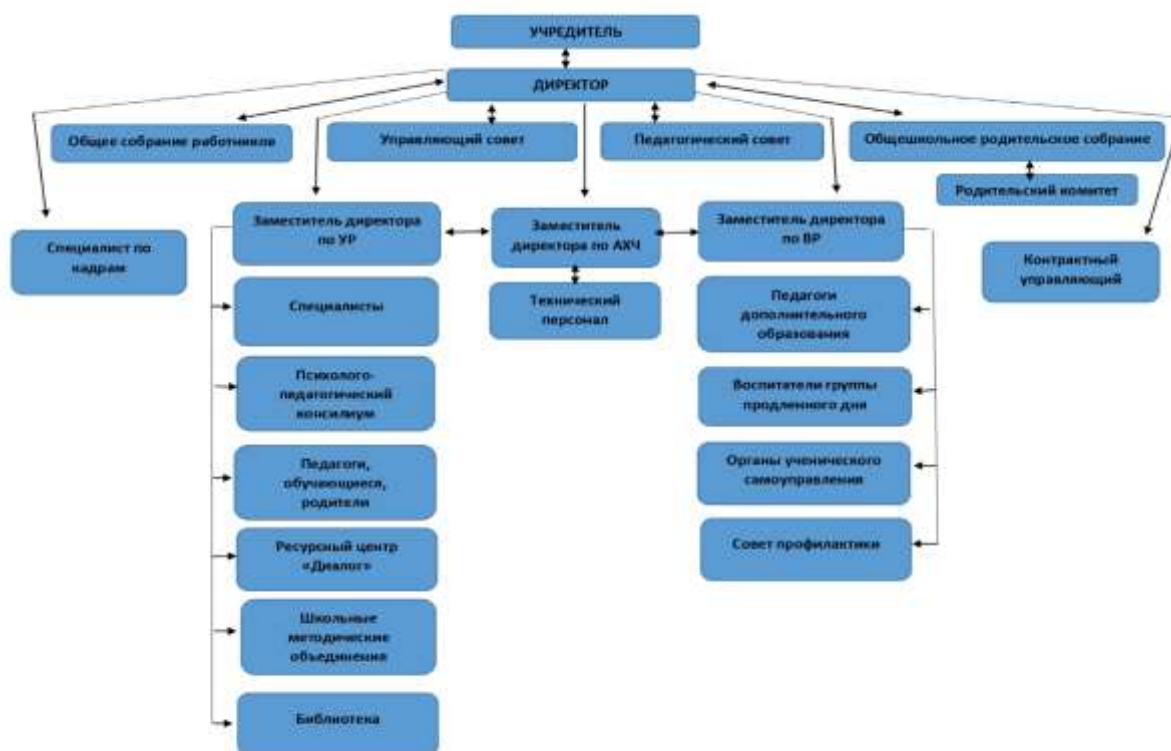 УЧРЕДИТЕЛЬ
ДИРЕКТОР
Общее собрание работников
Управляющий совет
Педагогический совет
Общешкольное родительское собрание
Родительский комитет
Специалист по
кадрам
Заместитель директора
по УР
Заместитель
директора по АХЧ
Заместитель директора
по ВР
Контрактный
управляющий
Технический
персонал
Специалисты
Психолого-
педагогический
консилиум
Педагоги,
обучающиеся,
родители
Ресурсный центр
«Диалог»
Школьные
методические
объединения
Библиотека
Педагоги
дополнительного
образования
Воспитатели группы
продленного дня
Органы ученического
самоуправления
Совет профилактики